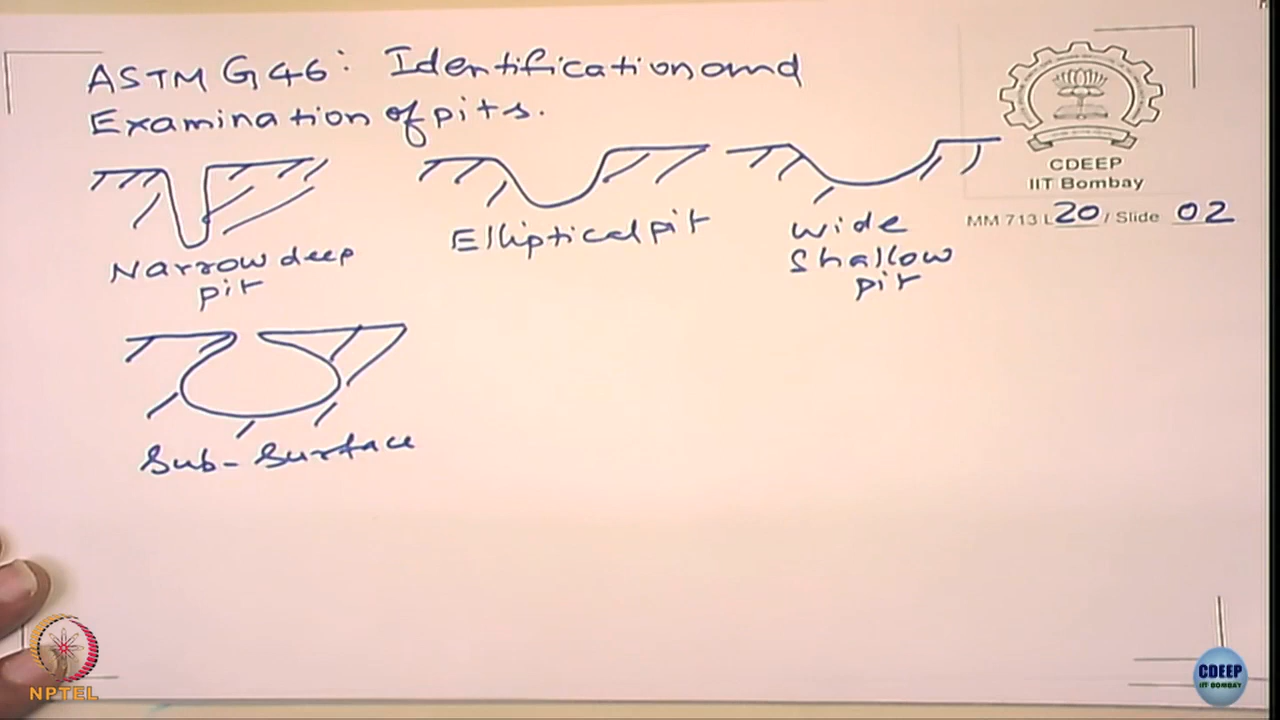 ASTM G46: Identification and
Examination of pits.
CDEEP
IIT Bombay
MM 713 L 20 / Slide 02
Narrow deep
pit
Elliptical pit
Wide
Shallow
pit
Sub-Surface
NPTEL
CDEEP
IIT BOMBAY